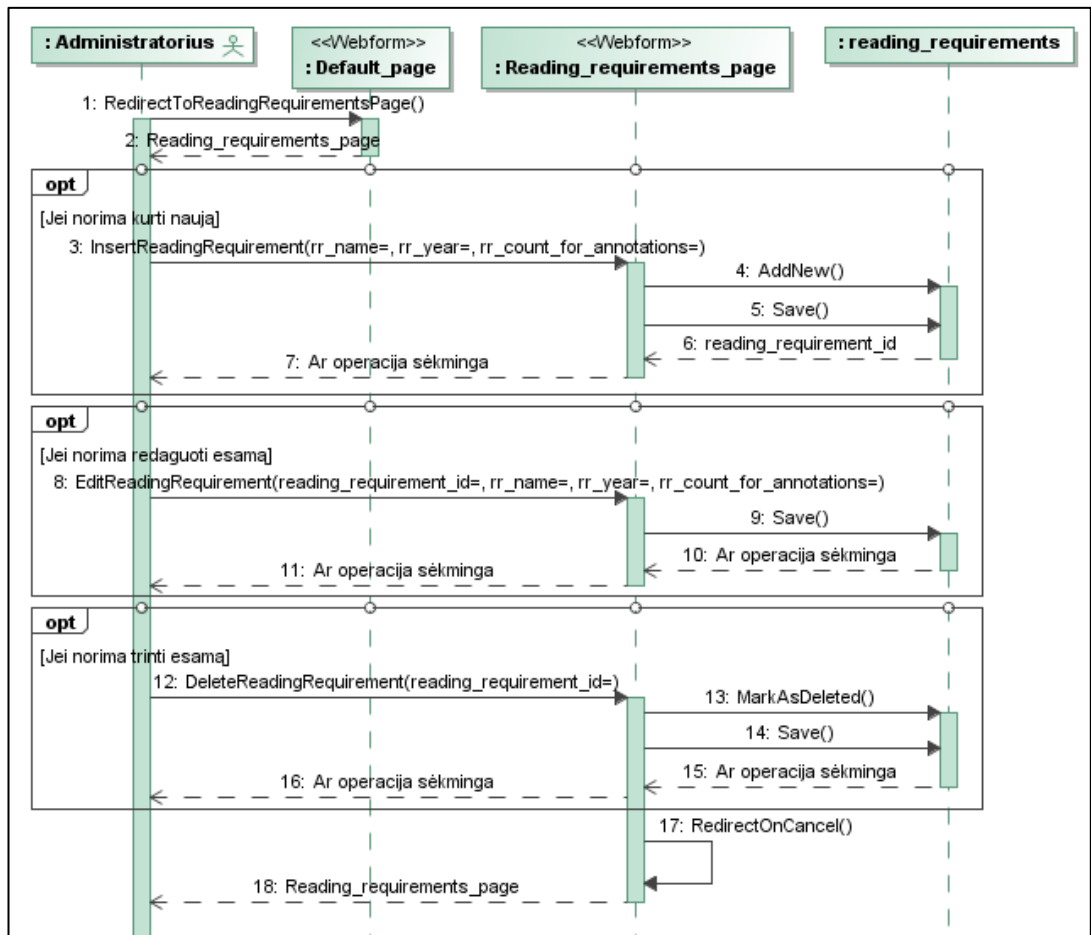 : Administratorius
<<Webform>>
: Default_page
<<Webform>>
: Reading_requirements_page
: reading_requirements
1: RedirectToReadingRequirementsPage()
2: Reading_requirements_page
opt
[Jei norima kurti naują]
3: InsertReadingRequirement(rr_name=, rr_year=, rr_count_for_annotations=)
4: AddNew()
5: Save()
6: reading_requirement_id
7: Ar operacija sėkminga
opt
[Jei norima redaguoti esamą]
8: EditReadingRequirement(reading_requirement_id=, rr_name=, rr_year=, rr_count_for_annotations=)
9: Save()
10: Ar operacija sėkminga
11: Ar operacija sėkminga
opt
[Jei norima trinti esamą]
12: DeleteReadingRequirement(reading_requirement_id=)
13: MarkAsDeleted()
14: Save()
15: Ar operacija sėkminga
16: Ar operacija sėkminga
17: RedirectOnCancel()
18: Reading_requirements_page